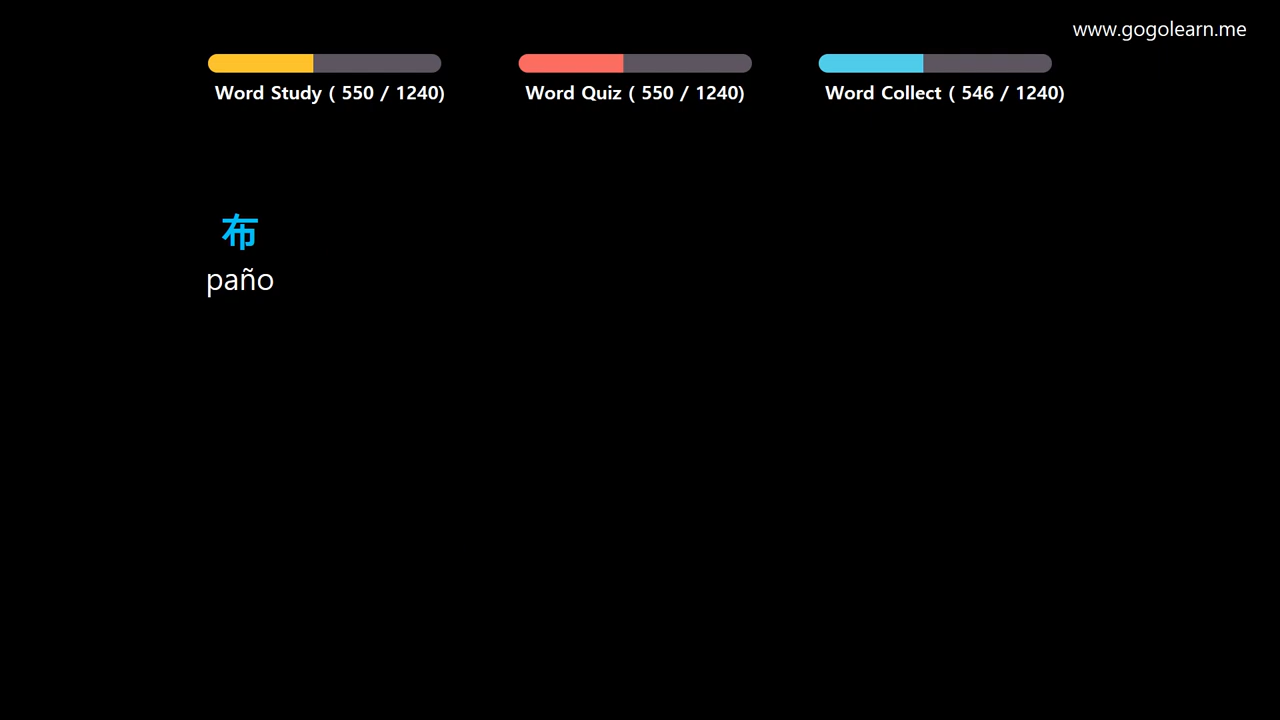 www.gogolearn.me
Word Study ( 550 / 1240)
Word Quiz ( 550 / 1240)
Word Collect ( 546 / 1240)
布
paño